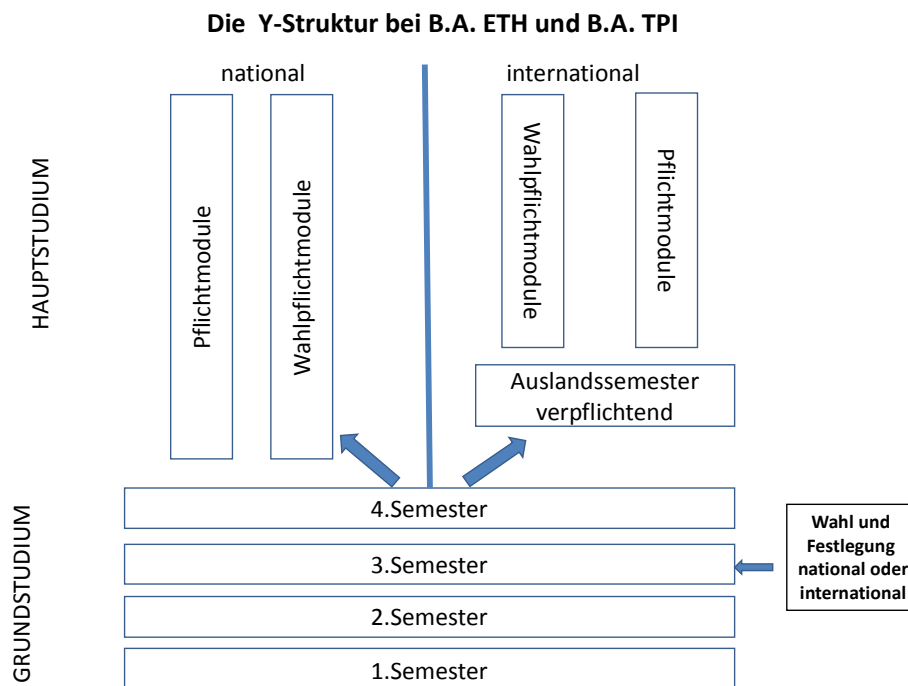 Die Y-Struktur bei B.A. ETH und B.A. TPI
national
international
HAUPTSTUDIUM
Pflichtmodule
Wahlpflichtmodule
Wahlpflichtmodule
Pflichtmodule
Auslandssemester
verpflichtend
GRUNDSTUDIUM
4.Semester
3.Semester
2.Semester
1.Semester
Wahl und
Festlegung
national oder
international